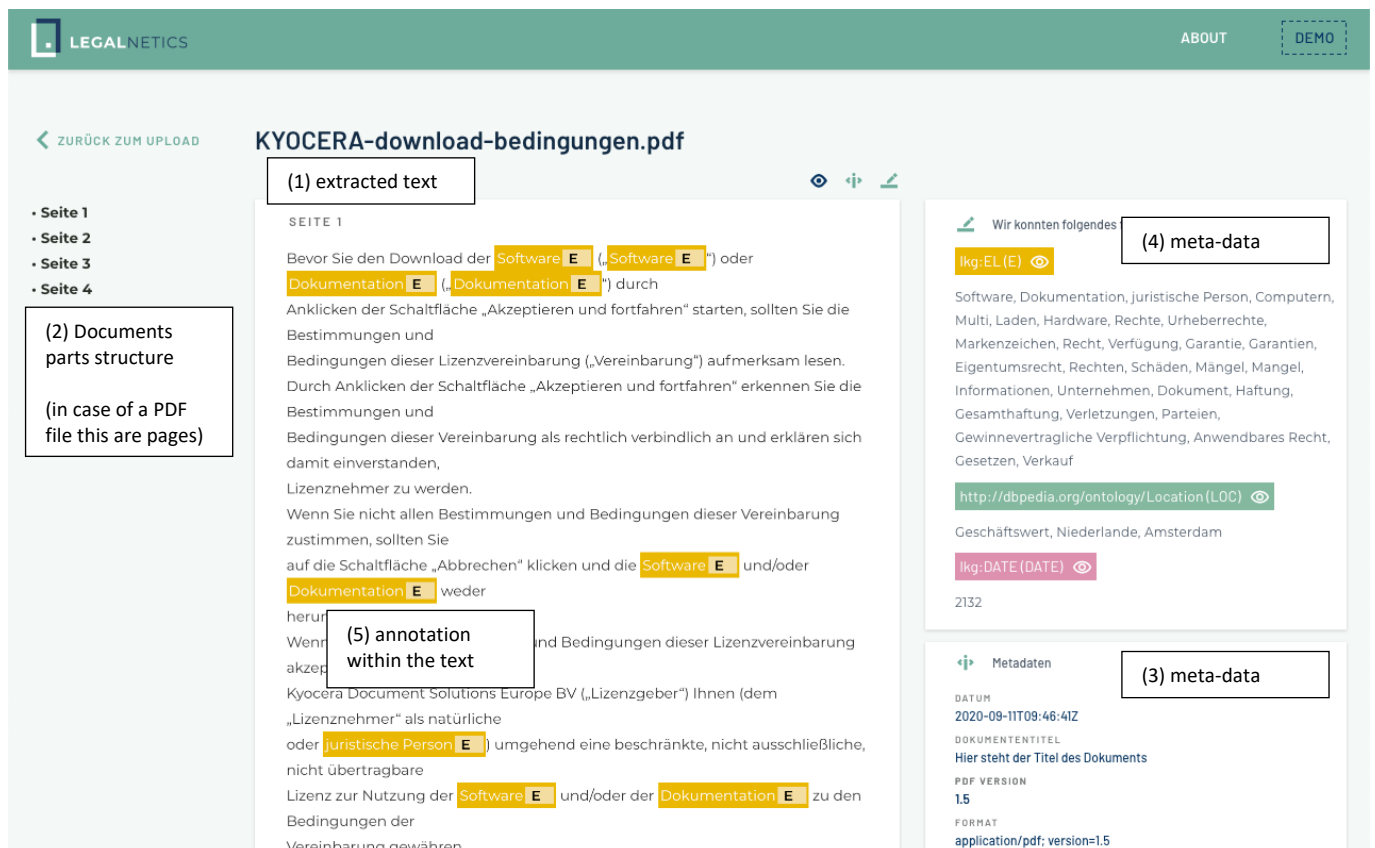 LEGALNETICS
ABOUT
DEMO
ZURÜCK ZUM UPLOAD
KYOCERA-download-bedingungen.pdf
(1) extracted text
• Seite 1
• Seite 2
• Seite 3
• Seite 4
(2) Documents
parts structure
(in case of a PDF
file this are pages)
SEITE 1
Bevor Sie den Download der Software E („Software E “) oder
Dokumentation E („Dokumentation E “) durch
Anklicken der Schaltfläche „Akzeptieren und fortfahren“ starten, sollten Sie die
Bestimmungen und
Bedingungen dieser Lizenzvereinbarung („Vereinbarung“) aufmerksam lesen.
Durch Anklicken der Schaltfläche „Akzeptieren und fortfahren“ erkennen Sie die
Bestimmungen und
Bedingungen dieser Vereinbarung als rechtlich verbindlich an und erklären sich
damit einverstanden,
Lizenznehmer zu werden.
Wenn Sie nicht allen Bestimmungen und Bedingungen dieser Vereinbarung
zustimmen, sollten Sie
auf die Schaltfläche „Abbrechen“ klicken und die Software E und/oder
Dokumentation E weder
(5) annotation
within the text
und Bedingungen dieser Lizenzvereinbarung
Kyocera Document Solutions Europe BV („Lizenzgeber“) Ihnen (dem
„Lizenznehmer“ als natürliche
oder juristische Person E ) umgehend eine beschränkte, nicht ausschließliche,
nicht übertragbare
Lizenz zur Nutzung der Software E und/oder der Dokumentation E zu den
Bedingungen der
Vereinbarung gewähren
Wir konnten folgendes
(4) meta-data
lkg:EL (E)
Software, Dokumentation, juristische Person, Computern,
Multi, Laden, Hardware, Rechte, Urheberrechte,
Markenzeichen, Recht, Verfügung, Garantie, Garantien,
Eigentumsrecht, Rechten, Schäden, Mängel, Mangel,
Informationen, Unternehmen, Dokument, Haftung,
Gesamthaftung, Verletzungen, Parteien,
Gewinnevertragliche Verpflichtung, Anwendbares Recht,
Gesetzen, Verkauf
http://dbpedia.org/ontology/Location (LOC)
Geschäftswert, Niederlande, Amsterdam
lkg:DATE (DATE)
2132
Metadaten
(3) meta-data
DATUM
2020-09-11T09:46:41Z
DOKUMENTENTITEL
Hier steht der Titel des Dokuments
PDF VERSION
1.5
FORMAT
application/pdf; version=1.5